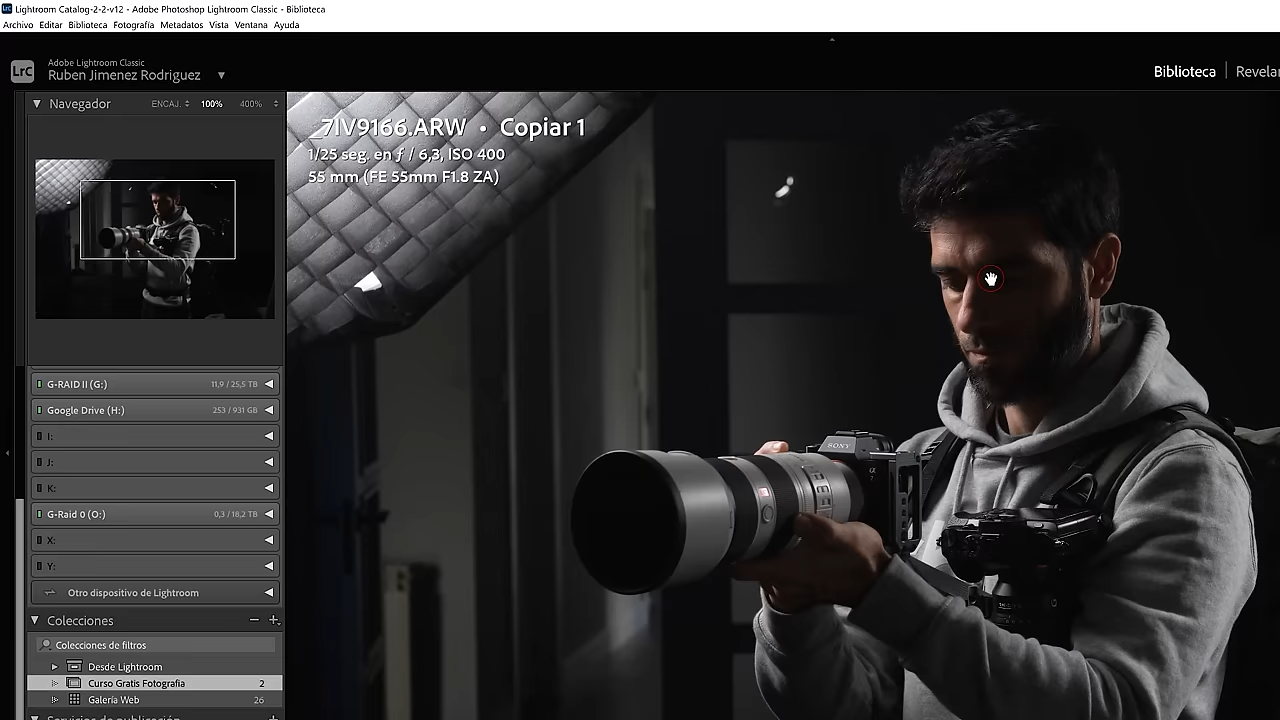 Lightroom Catalog-2-2-v12 - Adobe Photoshop Lightroom Classic - Biblioteca
Archivo Editar Biblioteca Fotografía Metadatos Vista Ventana Ayuda
LrC
Adobe Lightroom Classic
Ruben Jimenez Rodriguez
Biblioteca
Navegador
ENCAJ.
100%
400%
_7IV9166.ARW • Copiar 1
1/25 seg. en ƒ / 6,3, ISO 400
55 mm (FE 55mm F1.8 ZA)
SONY
α
7
G-RAID II (G:) 11,9 / 25,5 TB
Google Drive (H:) 253 / 931 GB
I:
J:
K:
G-Raid 0 (O:) 0,3 / 18,2 TB
X:
Y:
Otro dispositivo de Lightroom
Colecciones
Colecciones de filtros
Desde Lightroom
Curso Gratis Fotografia 2
Galería Web 26